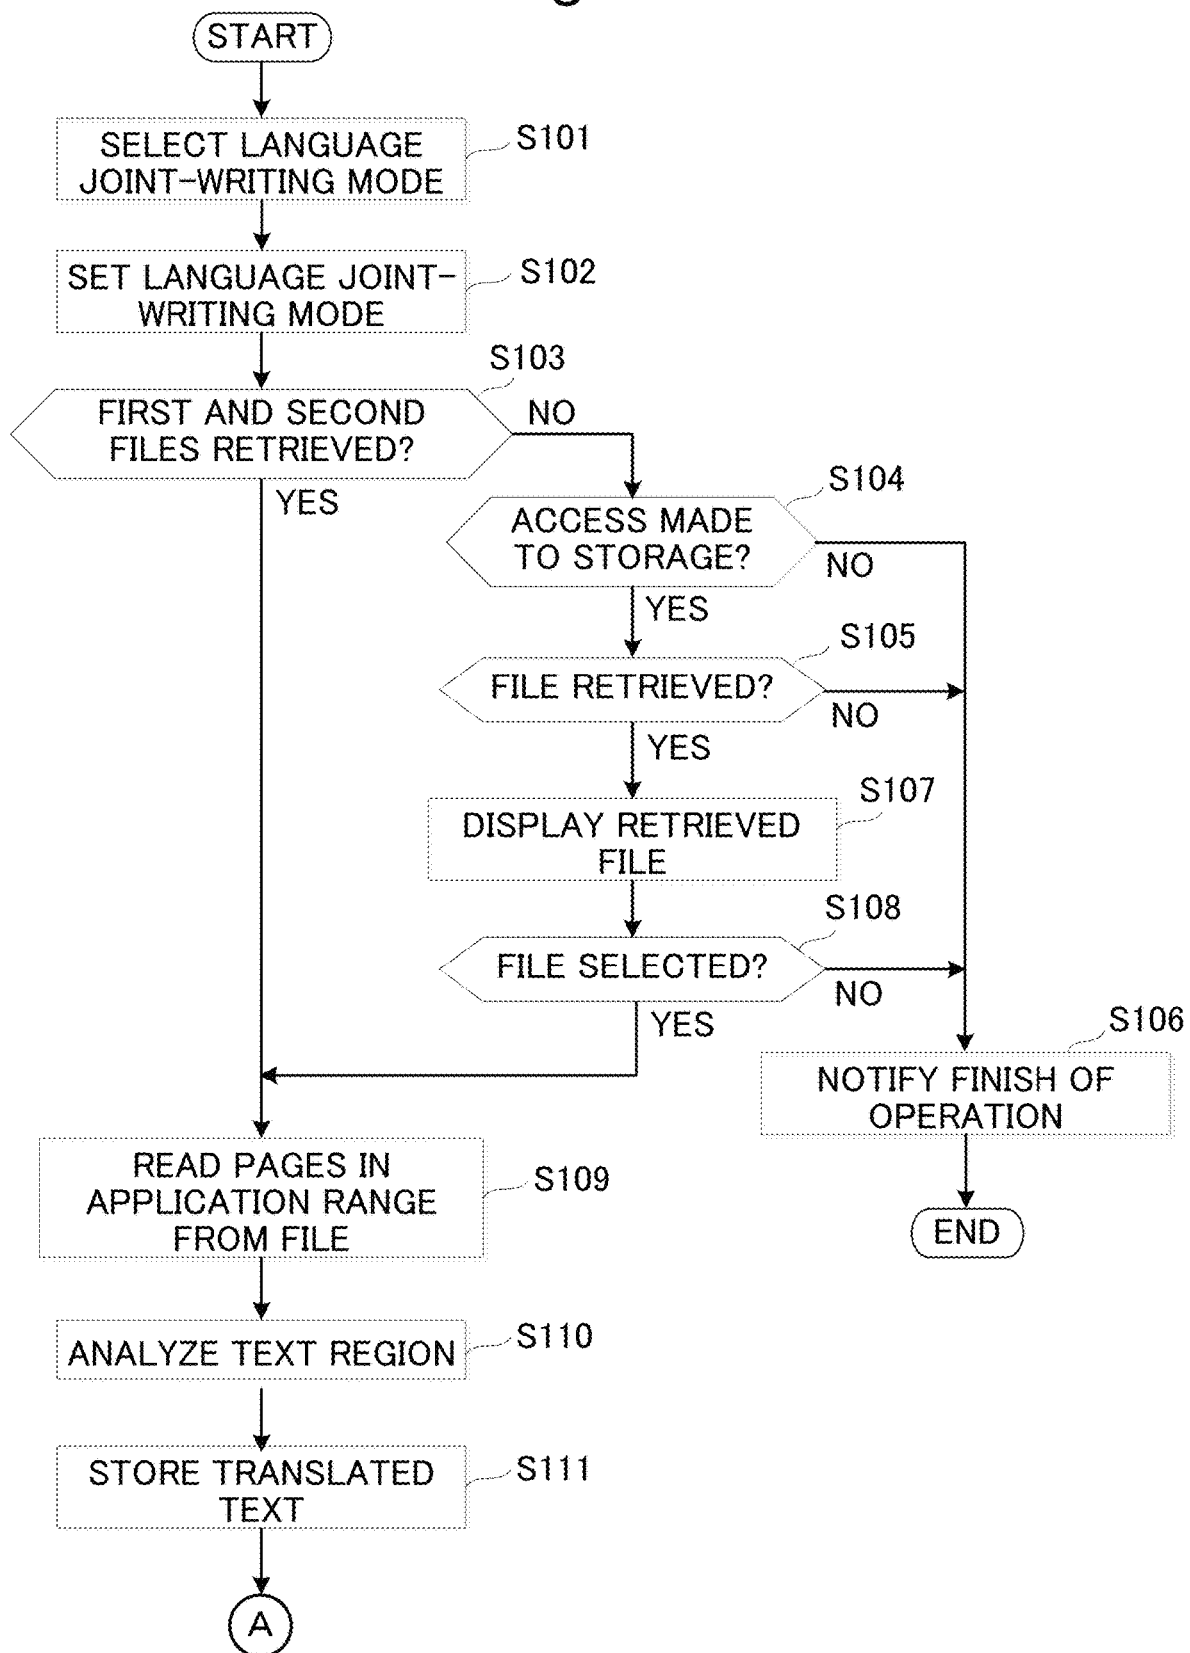 START
SELECT LANGUAGE
JOINT-WRITING MODE
S101
SET LANGUAGE JOINT-
WRITING MODE
S102
S103
FIRST AND SECOND
FILES RETRIEVED?
NO
YES
S104
ACCESS MADE
TO STORAGE?
NO
YES
S105
FILE RETRIEVED?
NO
YES
S107
DISPLAY RETRIEVED
FILE
S108
FILE SELECTED?
NO
YES
S106
NOTIFY FINISH OF
OPERATION
END
READ PAGES IN
APPLICATION RANGE
FROM FILE
S109
ANALYZE TEXT REGION
S110
STORE TRANSLATED
TEXT
S111
A